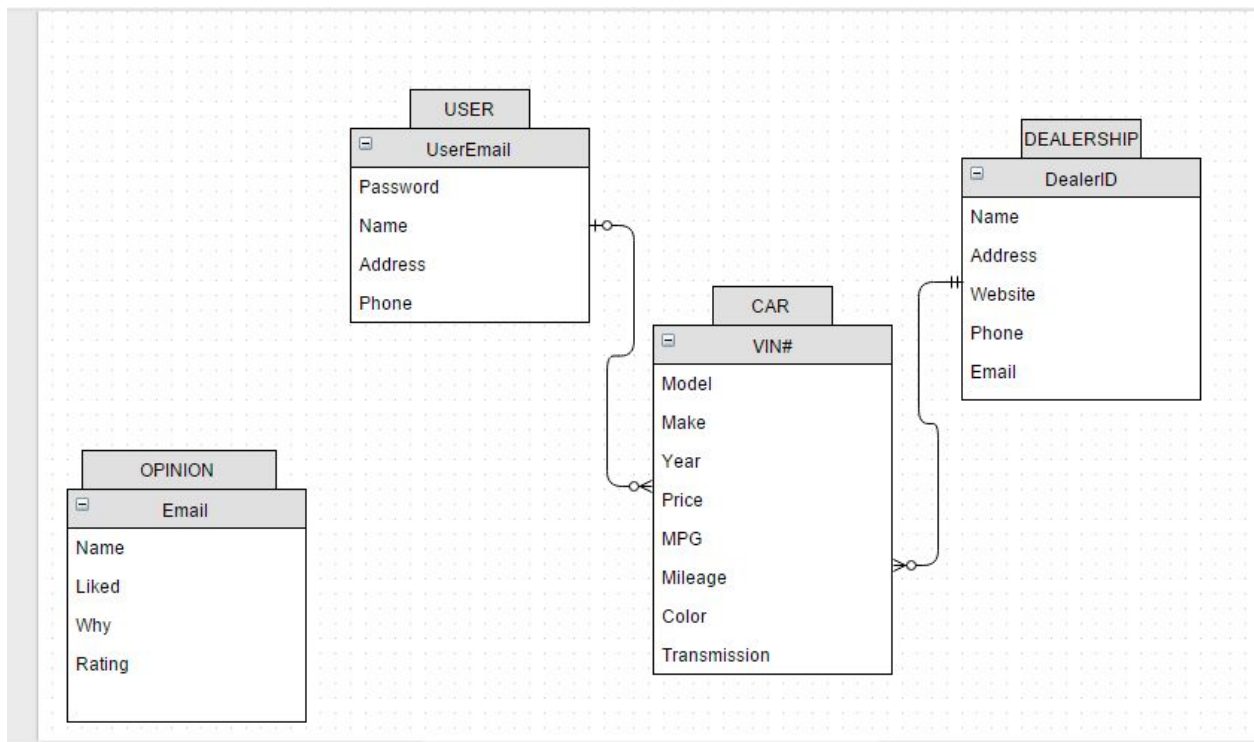 USER
UserEmail
Password
Name
Address
Phone
DEALERSHIP
DealerID
Name
Address
Website
Phone
Email
CAR
VIN#
Model
Make
Year
Price
MPG
Mileage
Color
Transmission
OPINION
Email
Name
Liked
Why
Rating